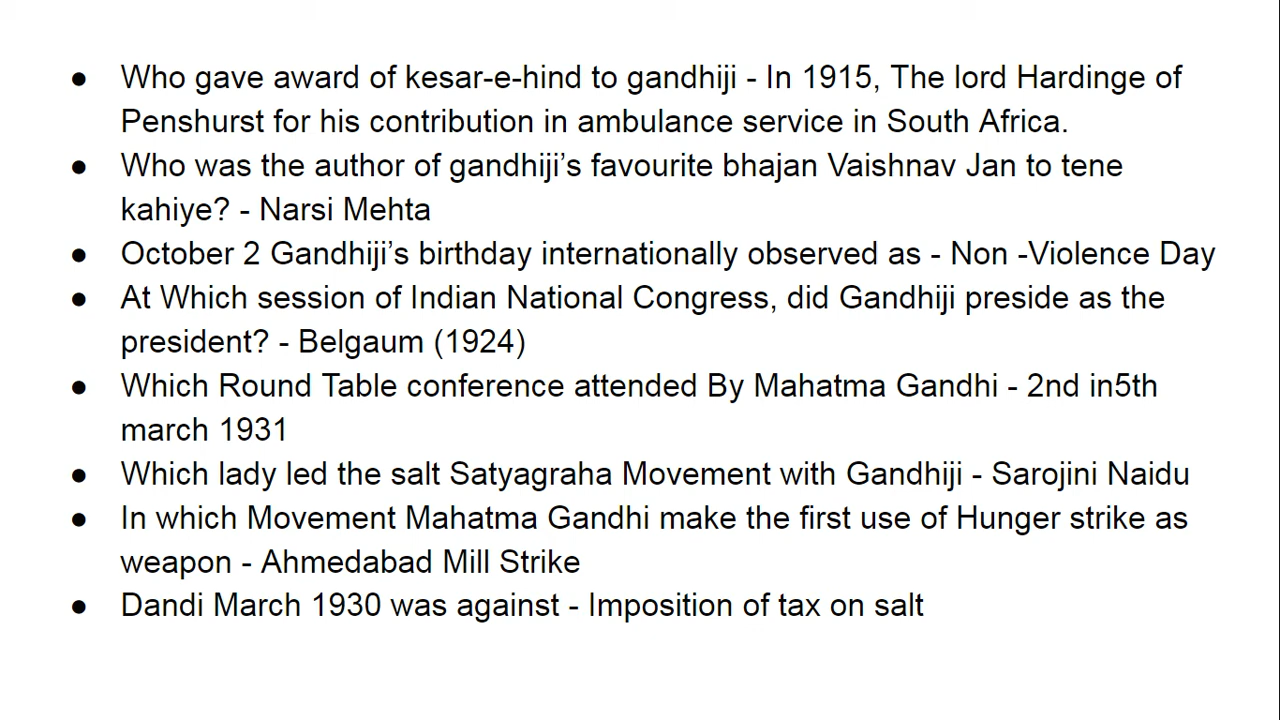 ● Who gave award of kesar-e-hind to gandhiji - In 1915, The lord Hardinge of
Penshurst for his contribution in ambulance service in South Africa.
● Who was the author of gandhiji’s favourite bhajan Vaishnav Jan to tene
kahiye? - Narsi Mehta
● October 2 Gandhiji’s birthday internationally observed as - Non -Violence Day
● At Which session of Indian National Congress, did Gandhiji preside as the
president? - Belgaum (1924)
● Which Round Table conference attended By Mahatma Gandhi - 2nd in5th
march 1931
● Which lady led the salt Satyagraha Movement with Gandhiji - Sarojini Naidu
● In which Movement Mahatma Gandhi make the first use of Hunger strike as
weapon - Ahmedabad Mill Strike
● Dandi March 1930 was against - Imposition of tax on salt